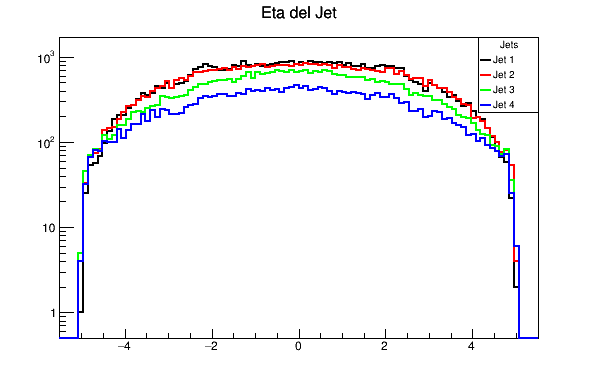 Eta del Jet
Jets
Jet 1
Jet 2
Jet 3
Jet 4
10³
10²
10
1
−4 −2 0 2 4